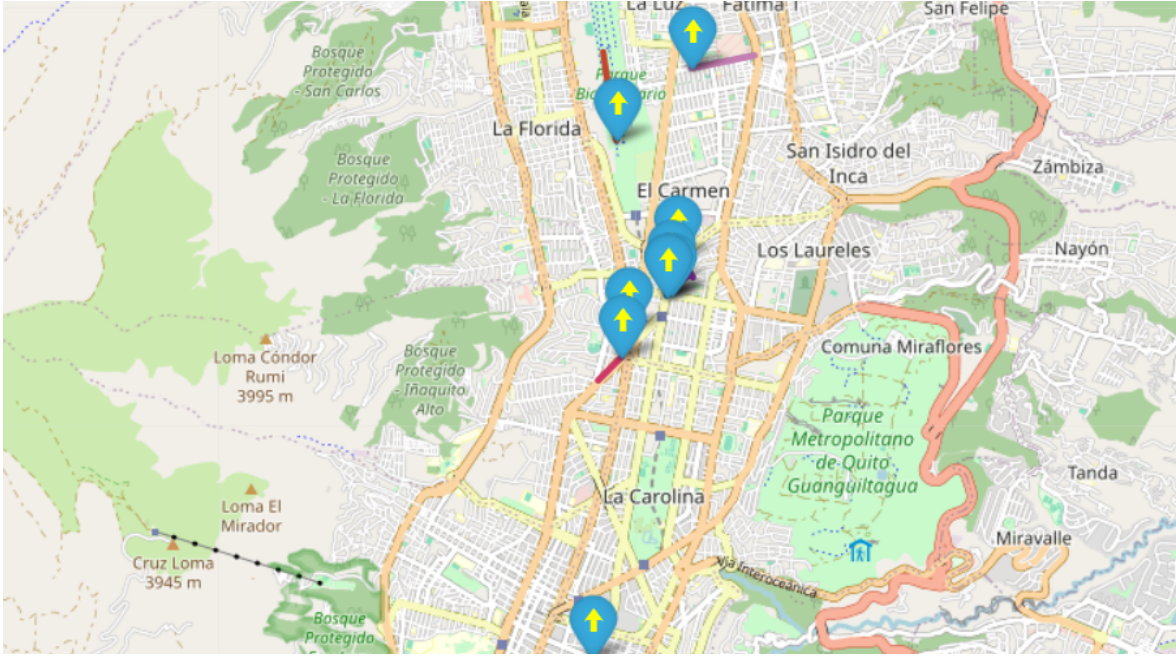 La Luz
Fatima 1
San Felipe
Bosque
Protegido
- San Carlos
Parque
La Florida
Bosque
Protegido
- La Florida
San Isidro del
Inca
Zámbiza
El Carmen
Los Laureles
Nayón
Loma Cóndor
Rumi
3995 m
Bosque
Protegido
- Iñaquito
Alto
Comuna Miraflores
Parque
Metropolitano
de Quito
Guanguiltagua
Loma El
Mirador
La Carolina
Tanda
Miravalle
Cruz Loma
3945 m
Vía Interoceánica
Bosque
Protegido